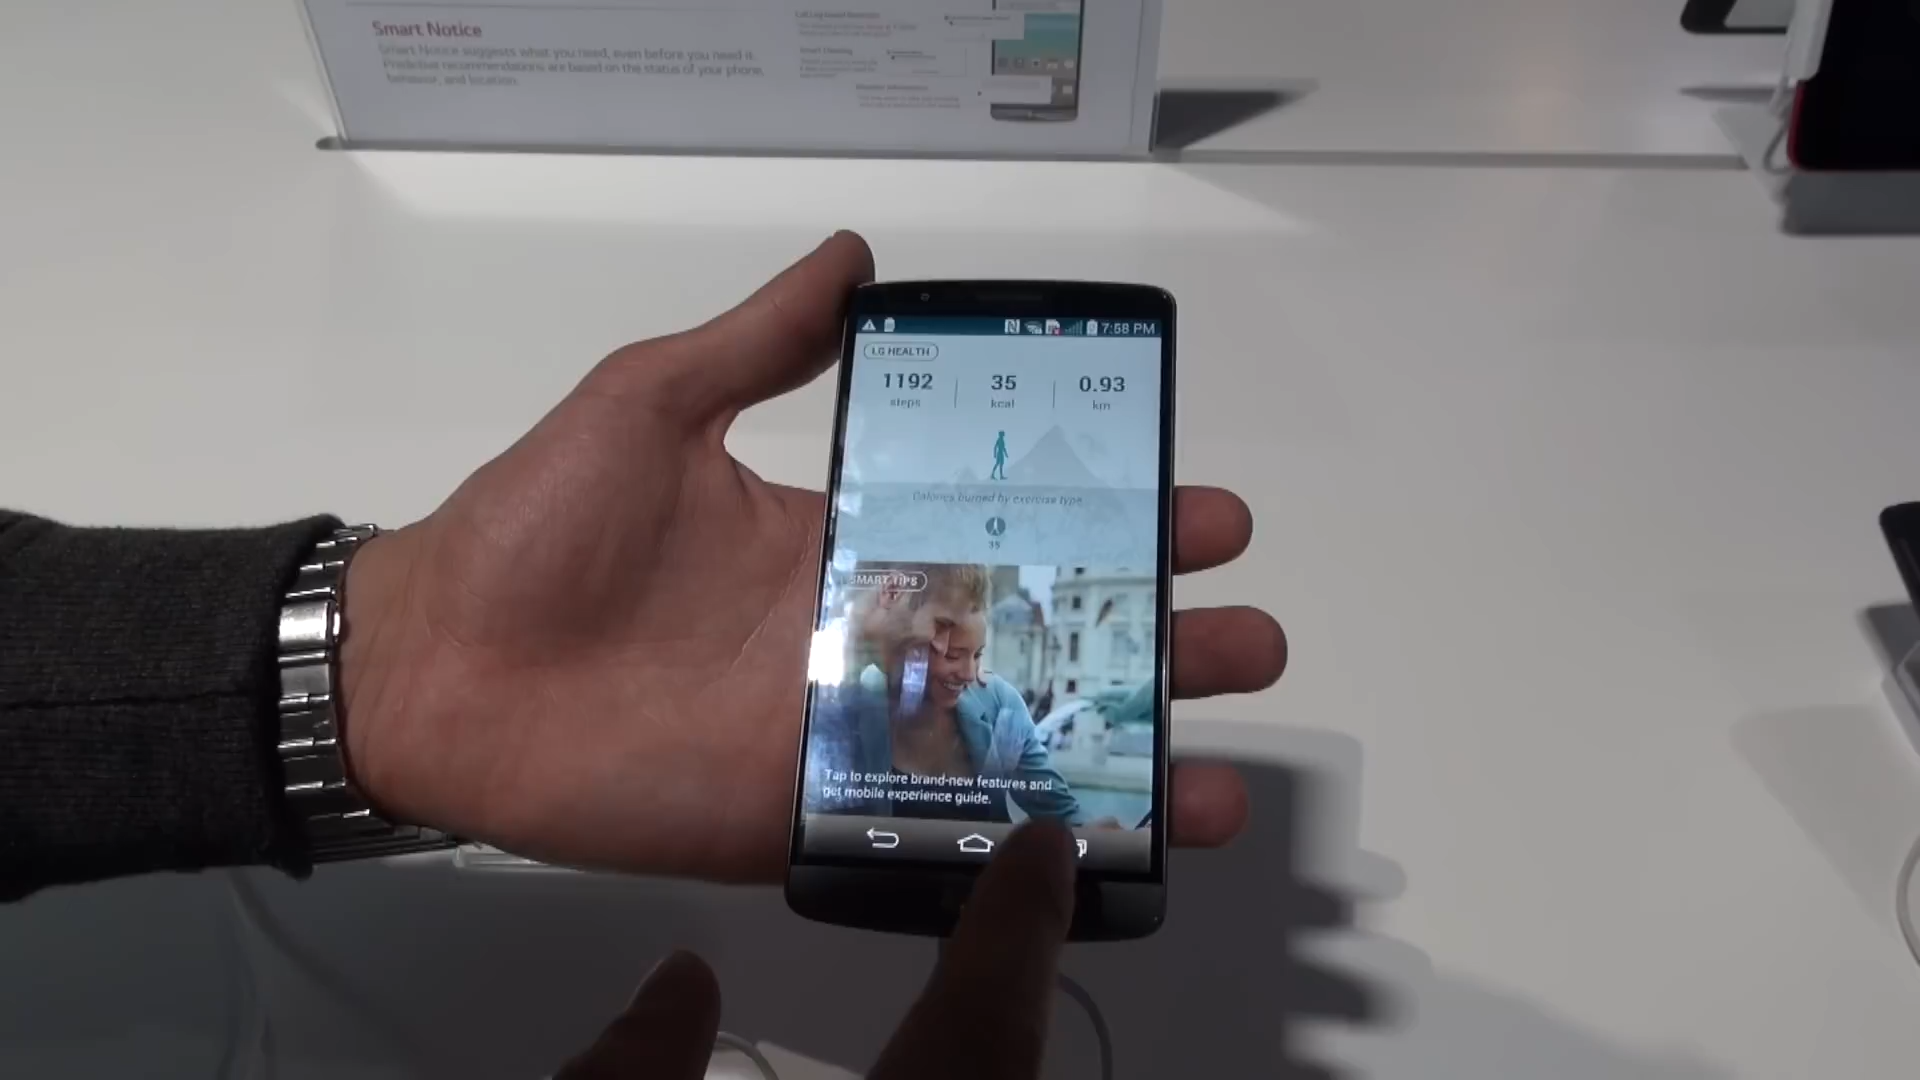 Smart Notice
Smart Notice suggests what you need, even before you need it.
Predictive recommendations are based on the status of your phone,
behavior, and location.
7:58 PM
LG HEALTH
1192 35 0.93
steps kcal km
Calories burned by exercise type
35
SMART TIPS
Tap to explore brand-new features and
get mobile experience guide.